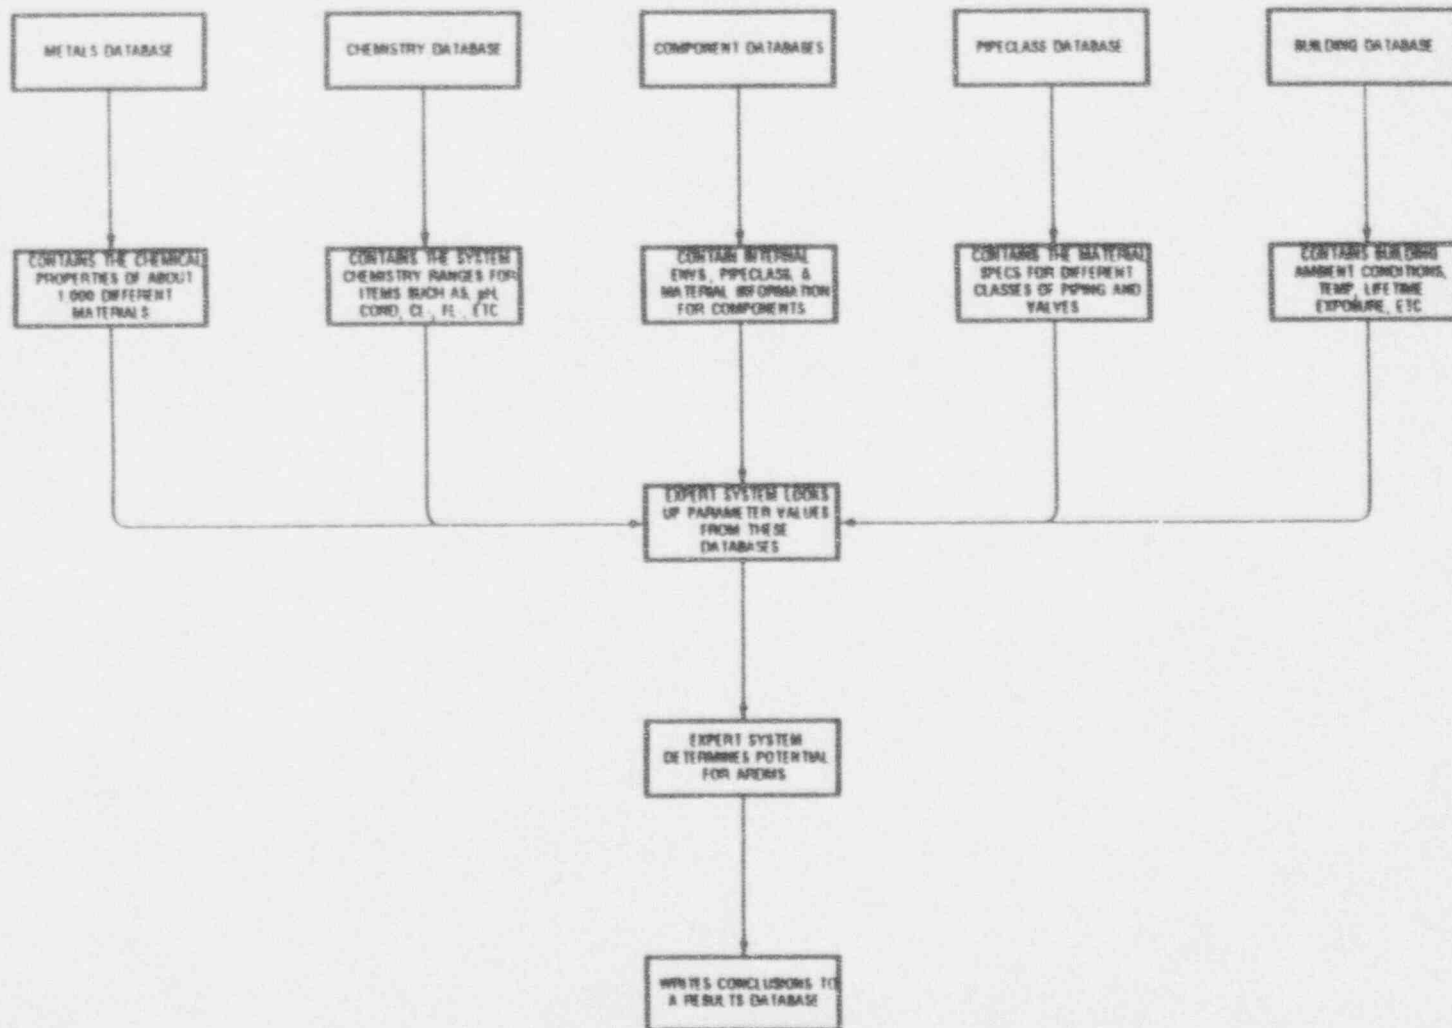 METALS DATABASE
CHEMISTRY DATABASE
COMPONENT DATABASES
PIPECLASS DATABASE
BUILDING DATABASE
CONTAINS THE CHEMICAL
PROPERTIES OF ABOUT
1,000 DIFFERENT
MATERIALS
CONTAINS THE SYSTEM
CHEMISTRY RANGES FOR
ITEMS SUCH AS, pH,
COND, CL-, FL-, ETC
CONTAIN INTERNAL
ENVS, PIPECLASS, &
MATERIAL INFORMATION
FOR COMPONENTS
CONTAINS THE MATERIAL
SPECS FOR DIFFERENT
CLASSES OF PIPING AND
VALVES
CONTAINS BUILDING
AMBIENT CONDITIONS,
TEMP, LIFETIME
EXPOSURE, ETC
EXPERT SYSTEM LOOKS
UP PARAMETER VALUES
FROM THESE
DATABASES
EXPERT SYSTEM
DETERMINES POTENTIAL
FOR ARDMS
WRITES CONCLUSIONS TO
A RESULTS DATABASE